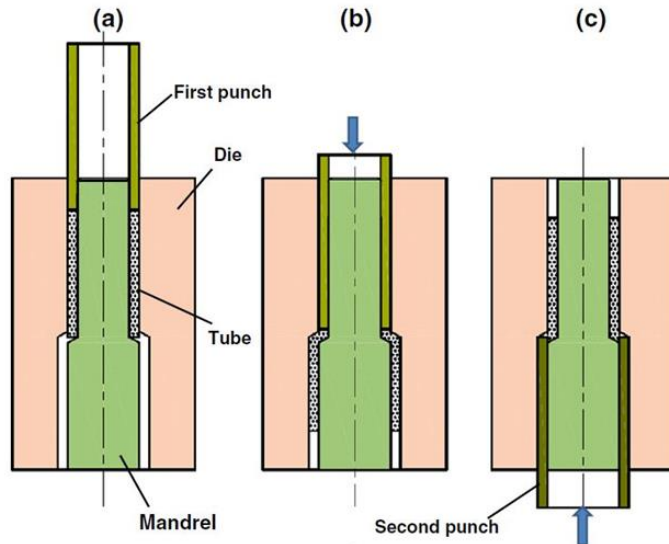 (a)
(b)
(c)
First punch
Die
Tube
Mandrel
Second punch